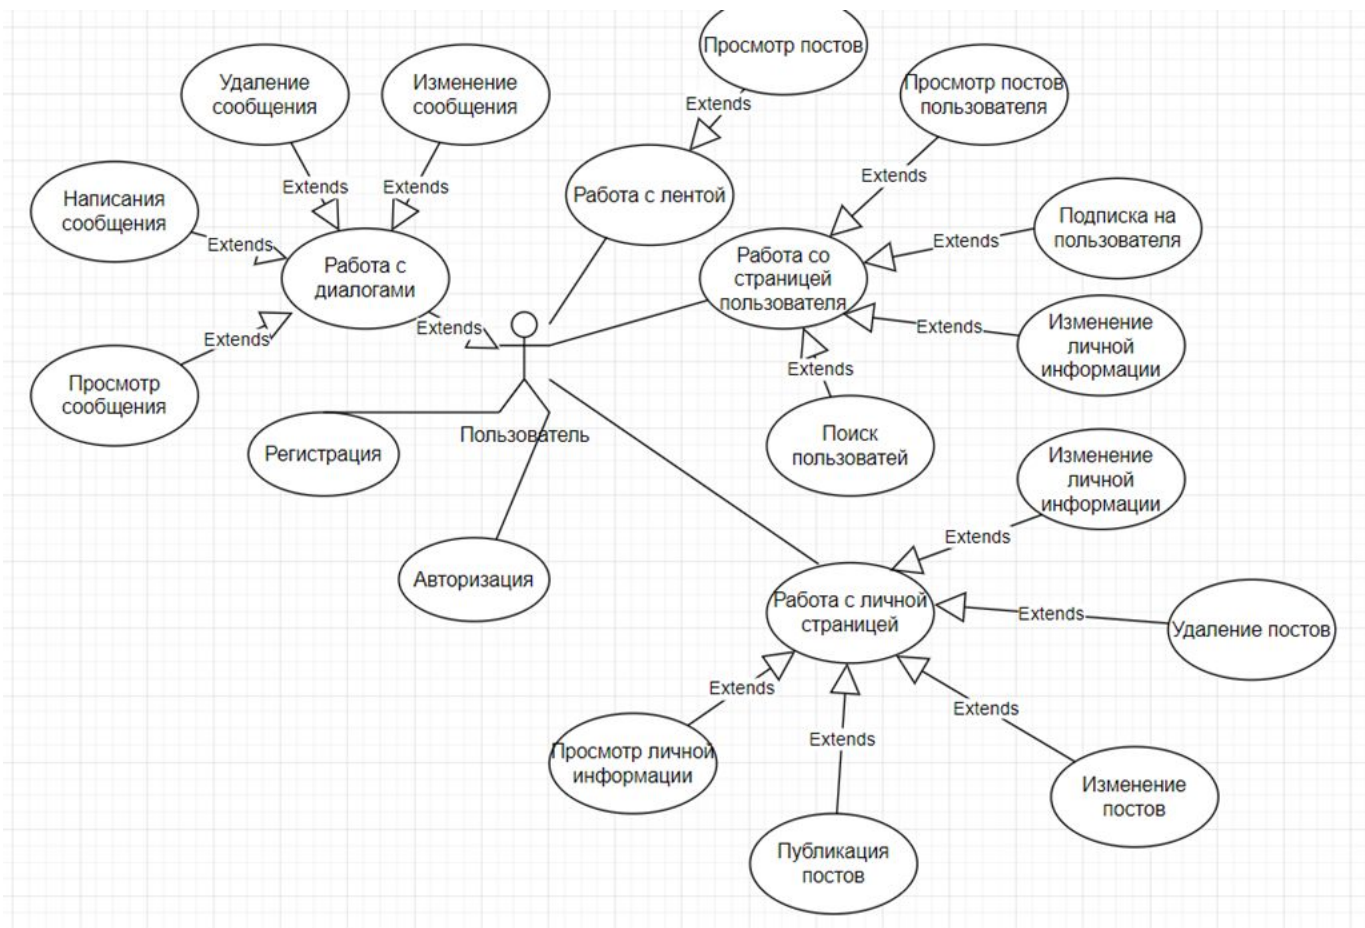 Просмотр постов
Удаление
сообщения
Изменение
сообщения
Просмотр постов
пользователя
Extends
Extends
Extends
Extends
Написания
сообщения
Работа с лентой
Подписка на
пользователя
Extends
Extends
Работа с
диалогами
Работа со
страницей
пользователя
Extends
Extends
Extends
Изменение
личной
информации
Extends
Просмотр
сообщения
Пользователь
Регистрация
Поиск
пользоватей
Изменение
личной
информации
Extends
Авторизация
Работа с личной
страницей
Extends
Удаление постов
Extends
Extends
Extends
Просмотр личной
информации
Изменение
постов
Публикация
постов